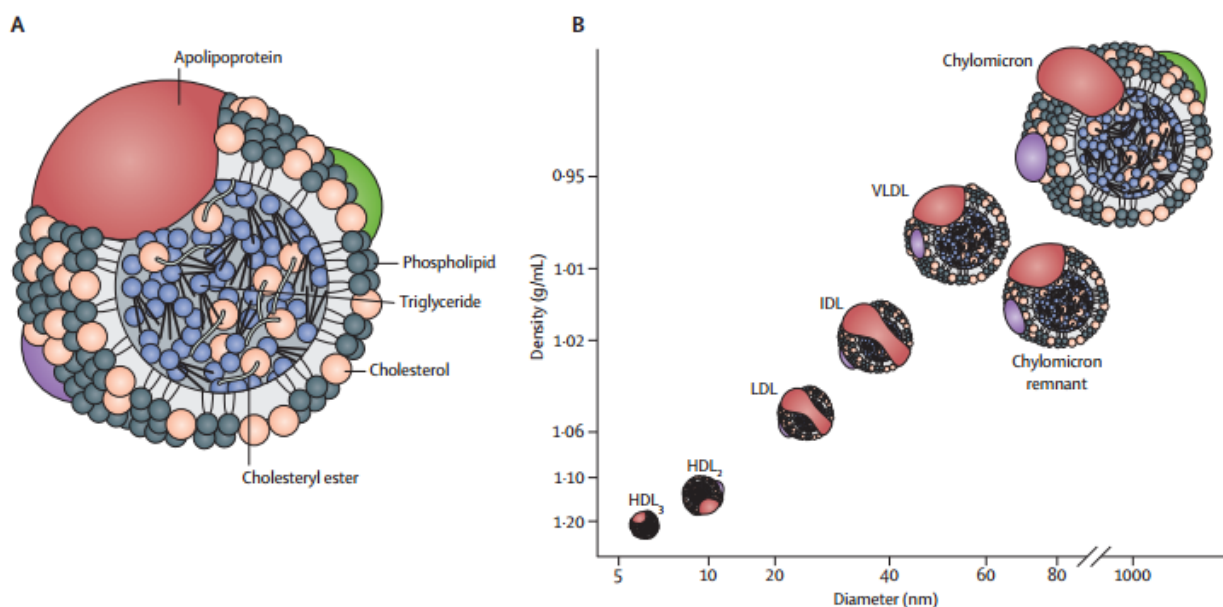 A
Apolipoprotein
Phospholipid
Triglyceride
Cholesterol
Cholesteryl ester
B
Chylomicron
0·95
VLDL
1·01
IDL
1·02
Chylomicron
remnant
LDL
1·06
HDL₂
1·10
HDL₃
1·20
Density (g/mL)
5
10
20
40
60
80
1000
Diameter (nm)